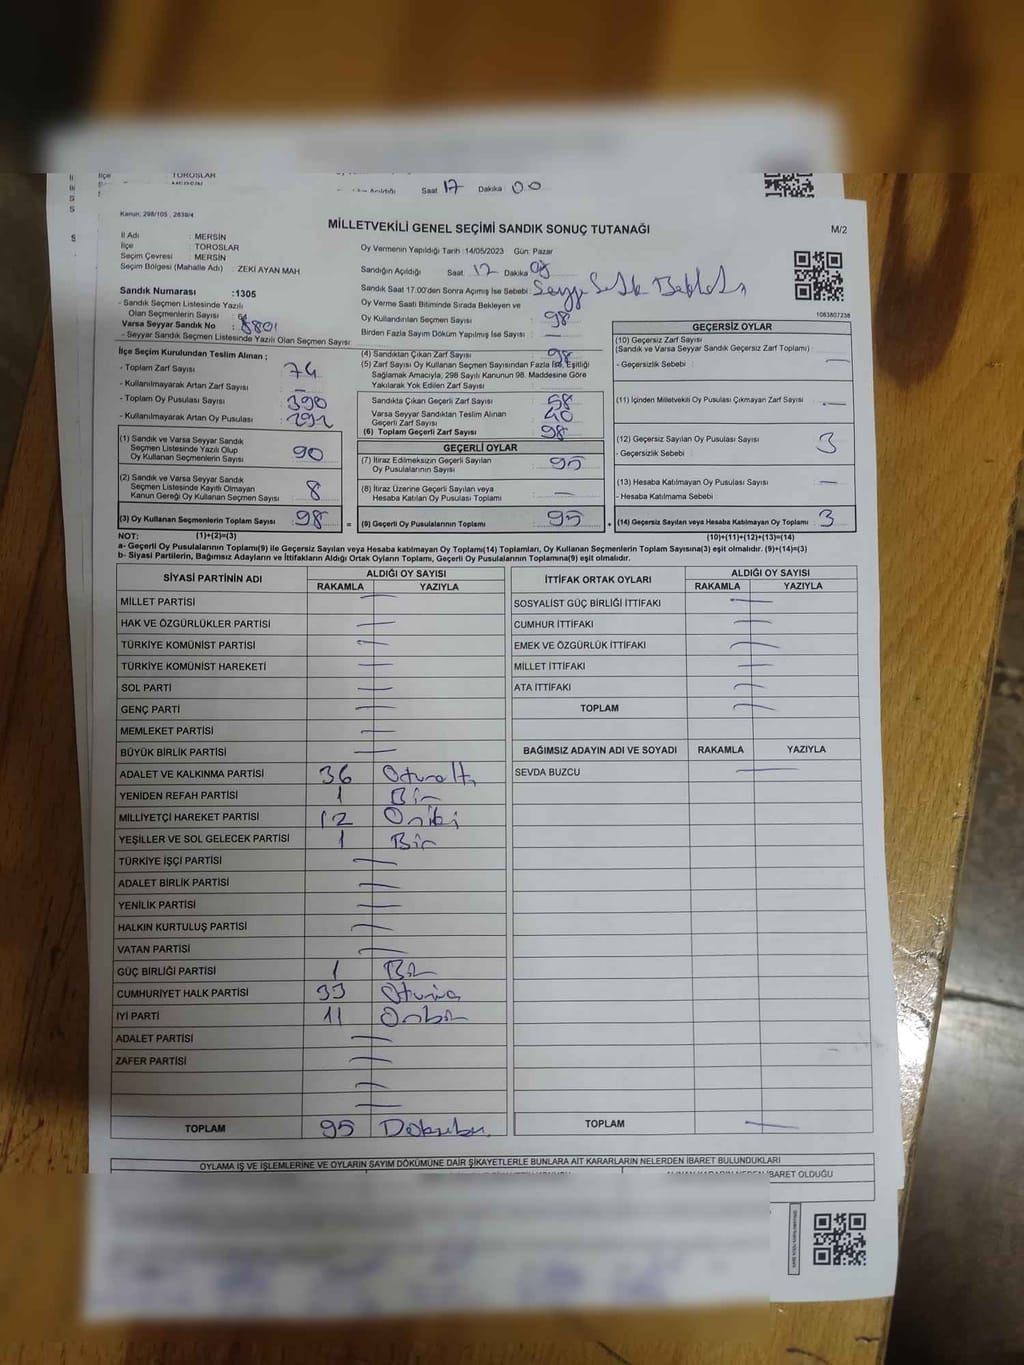 İlçe TOROSLAR
MERSİN
Saat 17 Dakika 00
Kanun: 298/105 , 2839/4
MİLLETVEKİLİ GENEL SEÇİMİ SANDIK SONUÇ TUTANAĞI
M/2
İl Adı : MERSİN
İlçe : TOROSLAR
Seçim Çevresi : MERSİN
Seçim Bölgesi (Mahalle Adı) : ZEKİ AYAN MAH
Sandık Numarası :1305
- Sandık Seçmen Listesinde Yazılı
Olan Seçmenlerin Sayısı :
Varsa Seyyar Sandık No : 8801
- Seyyar Sandık Seçmen Listesinde Yazılı Olan Seçmen Sayısı:
Oy Vermenin Yapıldığı Tarih :14/05/2023 Gün: Pazar
Sandığın Açıldığı Saat 17 Dakika
Sandık Saat 17.00'den Sonra Açılmış İse Sebebi:
Oy Verme Saati Bitiminde Sırada Bekleyen ve
Oy Kullandırılan Seçmen Sayısı : 98
Birden Fazla Sayım Döküm Yapılmış İse Sayısı : —
1083807238
İlçe Seçim Kurulundan Teslim Alınan ;
- Toplam Zarf Sayısı : 74
- Kullanılmayarak Artan Zarf Sayısı : —
- Toplam Oy Pusulası Sayısı : 390
- Kullanılmayarak Artan Oy Pusulası : 292
(1) Sandık ve Varsa Seyyar Sandık
Seçmen Listesinde Yazılı Olup
Oy Kullanan Seçmenlerin Sayısı : 90
(2) Sandık ve Varsa Seyyar Sandık
Seçmen Listesinde Kayıtlı Olmayan
Kanun Gereği Oy Kullanan Seçmen Sayısı : 8
(3) Oy Kullanan Seçmenlerin Toplam Sayısı : 98
(4) Sandıktan Çıkan Zarf Sayısı : 98
(5) Zarf Sayısı Oy Kullanan Seçmen Sayısından Fazla İse, Eşitliği
Sağlamak Amacıyla; 298 Sayılı Kanunun 98. Maddesine Göre
Yakılarak Yok Edilen Zarf Sayısı :
Sandıkta Çıkan Geçerli Zarf Sayısı : 58
Varsa Seyyar Sandıktan Teslim Alınan
Geçerli Zarf Sayısı : 40
(6) Toplam Geçerli Zarf Sayısı : 98
GEÇERLİ OYLAR
(7) İtiraz Edilmeksizin Geçerli Sayılan
Oy Pusulalarının Sayısı : 95
(8) İtiraz Üzerine Geçerli Sayılan veya
Hesaba Katılan Oy Pusulası Toplamı : —
= (9) Geçerli Oy Pusulalarının Toplamı : 95
GEÇERSİZ OYLAR
(10) Geçersiz Zarf Sayısı
(Sandık ve Varsa Seyyar Sandık Geçersiz Zarf Toplamı) :
- Geçersizlik Sebebi : —
(11) İçinden Milletvekili Oy Pusulası Çıkmayan Zarf Sayısı : —
(12) Geçersiz Sayılan Oy Pusulası Sayısı : 3
- Geçersizlik Sebebi :
(13) Hesaba Katılmayan Oy Pusulası Sayısı : —
- Hesaba Katılmama Sebebi :
+ (14) Geçersiz Sayılan veya Hesaba Katılmayan Oy Toplamı : 3
NOT: (1)+(2)=(3) (10)+(11)+(12)+(13)=(14)
a- Geçerli Oy Pusulalarının Toplamı(9) ile Geçersiz Sayılan veya Hesaba katılmayan Oy Toplamı(14) Toplamları, Oy Kullanan Seçmenlerin Toplam Sayısına(3) eşit olmalıdır. (9)+(14)=(3)
b- Siyasi Partilerin, Bağımsız Adayların ve İttifakların Aldığı Ortak Oyların Toplamı, Geçerli Oy Pusulalarının Toplamına(9) eşit olmalıdır.
SİYASİ PARTİNİN ADI ALDIĞI OY SAYISI
RAKAMLA YAZIYLA
MİLLET PARTİSİ —
HAK VE ÖZGÜRLÜKLER PARTİSİ —
TÜRKİYE KOMÜNİST PARTİSİ —
TÜRKİYE KOMÜNİST HAREKETİ —
SOL PARTİ —
GENÇ PARTİ —
MEMLEKET PARTİSİ —
BÜYÜK BİRLİK PARTİSİ —
ADALET VE KALKINMA PARTİSİ 36 Otuzaltı
YENİDEN REFAH PARTİSİ 1 Bir
MİLLİYETÇİ HAREKET PARTİSİ 12 Oniki
YEŞİLLER VE SOL GELECEK PARTİSİ 1 Bir
TÜRKİYE İŞÇİ PARTİSİ —
ADALET BİRLİK PARTİSİ —
YENİLİK PARTİSİ —
HALKIN KURTULUŞ PARTİSİ —
VATAN PARTİSİ —
GÜÇ BİRLİĞİ PARTİSİ 1 Bir
CUMHURİYET HALK PARTİSİ 33 Otuzüç
İYİ PARTİ 11 Onbir
ADALET PARTİSİ —
ZAFER PARTİSİ —
—
—
TOPLAM 95 Doksanbeş
İTTİFAK ORTAK OYLARI ALDIĞI OY SAYISI
RAKAMLA YAZIYLA
SOSYALİST GÜÇ BİRLİĞİ İTTİFAKI —
CUMHUR İTTİFAKI —
EMEK VE ÖZGÜRLÜK İTTİFAKI —
MİLLET İTTİFAKI —
ATA İTTİFAKI —
TOPLAM —
BAĞIMSIZ ADAYIN ADI VE SOYADI RAKAMLA YAZIYLA
SEVDA BUZCU —
TOPLAM —
OYLAMA İŞ VE İŞLEMLERİNE VE OYLARIN SAYIM DÖKÜMÜNE DAİR ŞİKAYETLERLE BUNLARA AİT KARARLARIN NELERDEN İBARET BULUNDUKLARI
ALINAN KARARIN NEDEN İBARET OLDUĞU